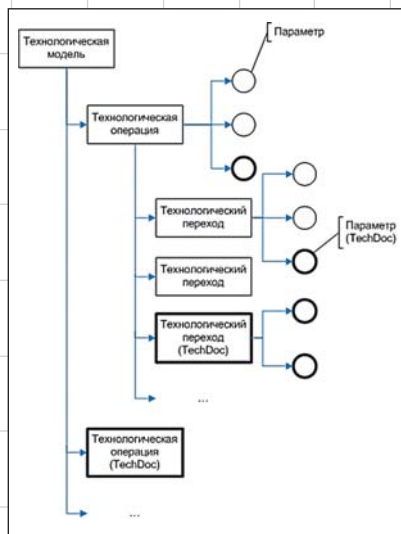 Технологическая
модель
Параметр
Технологическая
операция
Технологический
переход
Параметр
(TechDoc)
Технологический
переход
Технологический
переход
(TechDoc)
...
Технологическая
операция
(TechDoc)
...